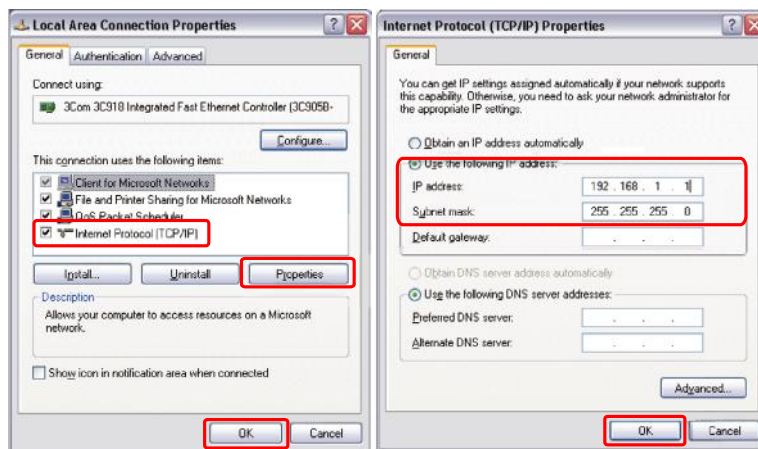 Local Area Connection Properties
General Authentication Advanced
Connect using:
3Com 3C918 Integrated Fast Ethernet Controller (3C905B-
Configure...
This connection uses the following items:
Client for Microsoft Networks
File and Printer Sharing for Microsoft Networks
QoS Packet Scheduler
Internet Protocol (TCP/IP)
Install... Uninstall Properties
Description
Allows your computer to access resources on a Microsoft
network.
Show icon in notification area when connected
OK Cancel
Internet Protocol (TCP/IP) Properties
General
You can get IP settings assigned automatically if your network supports
this capability. Otherwise, you need to ask your network administrator for
the appropriate IP settings.
Obtain an IP address automatically
Use the following IP address:
IP address: 192 . 168 . 1 . 1
Subnet mask: 255 . 255 . 255 . 0
Default gateway: . . .
Obtain DNS server address automatically
Use the following DNS server addresses:
Preferred DNS server: . . .
Alternate DNS server: . . .
Advanced...
OK Cancel